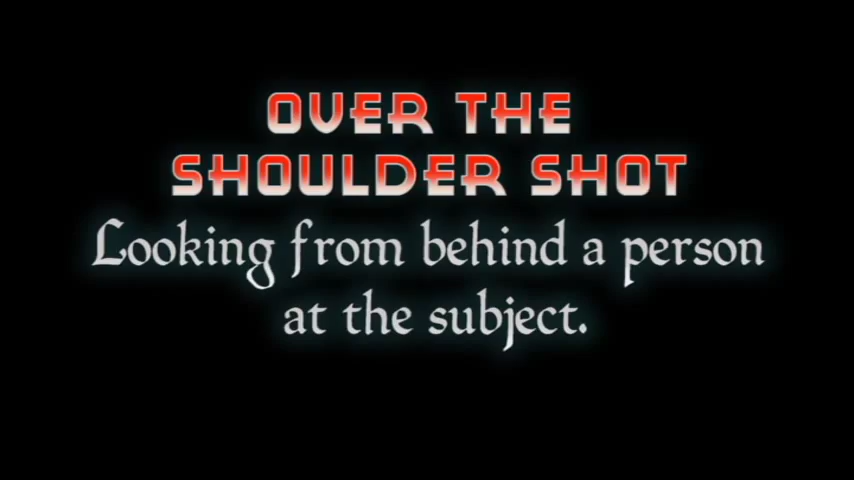 OVER THE
SHOULDER SHOT
Looking from behind a person
at the subject.